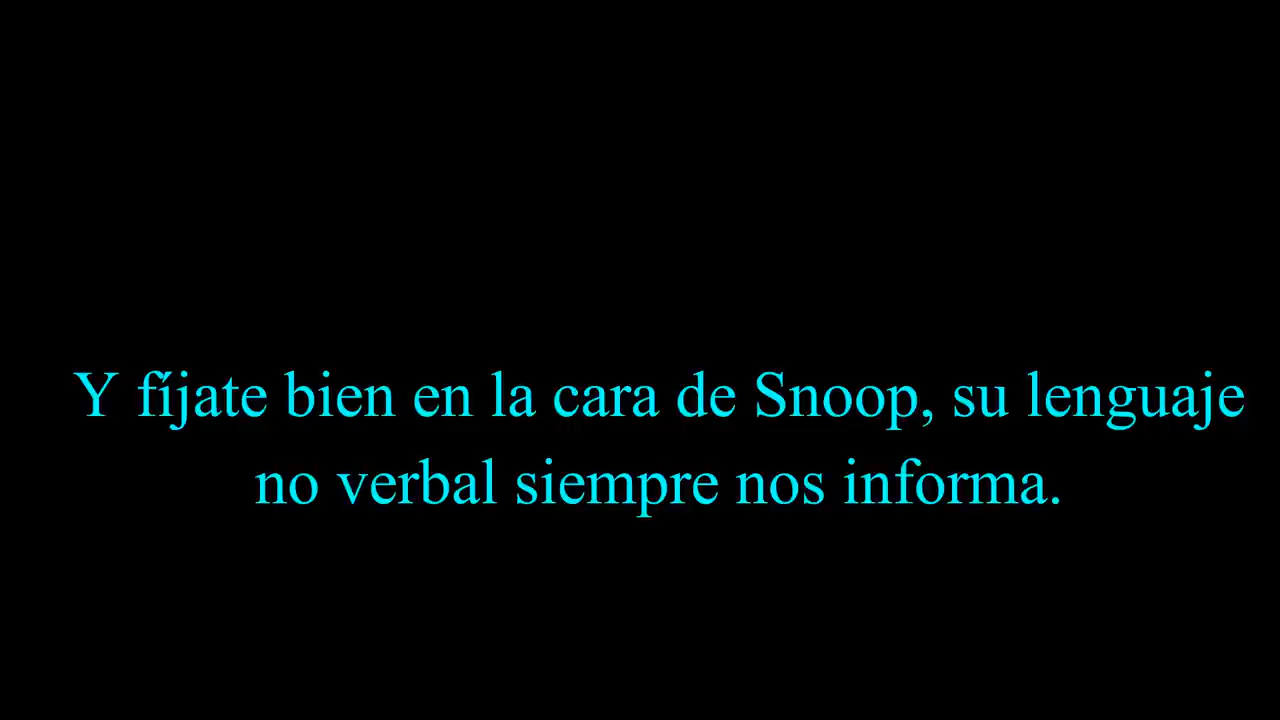 Y fíjate bien en la cara de Snoop, su lenguaje
no verbal siempre nos informa.